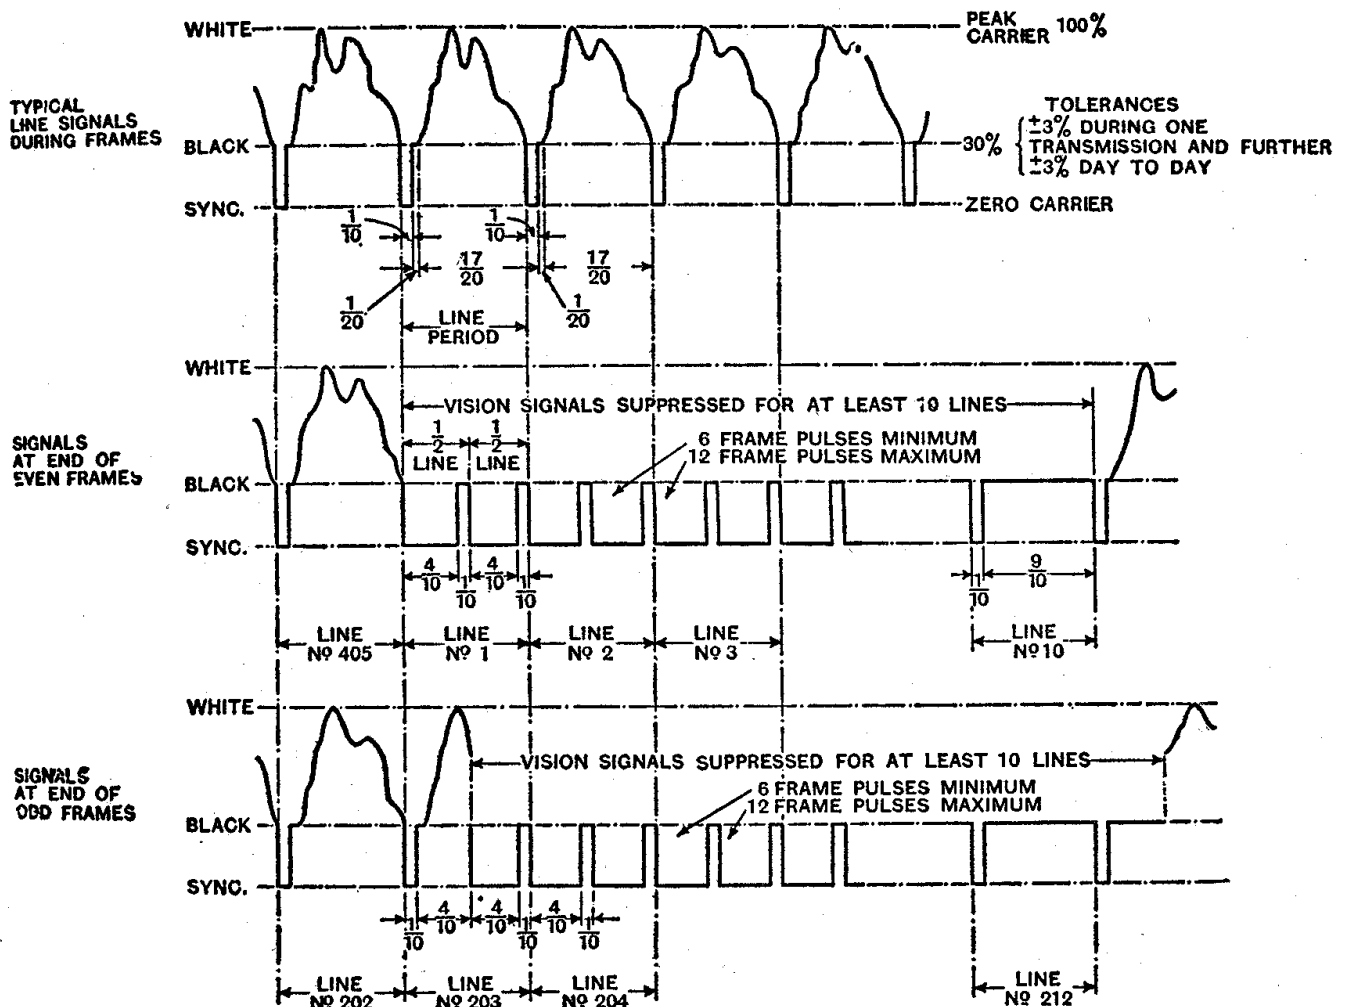 WHITE
PEAK
CARRIER 100%
TYPICAL
LINE SIGNALS
DURING FRAMES
BLACK
30%
TOLERANCES
±3% DURING ONE
TRANSMISSION AND FURTHER
±3% DAY TO DAY
SYNC.
ZERO CARRIER
1/10
1/10
17/20
17/20
1/20
1/20
LINE
PERIOD
WHITE
VISION SIGNALS SUPPRESSED FOR AT LEAST 10 LINES
SIGNALS
AT END OF
EVEN FRAMES
1/2
LINE
1/2
LINE
6 FRAME PULSES MINIMUM
12 FRAME PULSES MAXIMUM
BLACK
SYNC.
4/10
1/10
4/10
1/10
1/10
9/10
LINE
Nº 405
LINE
Nº 1
LINE
Nº 2
LINE
Nº 3
LINE
Nº 10
WHITE
VISION SIGNALS SUPPRESSED FOR AT LEAST 10 LINES
SIGNALS
AT END OF
ODD FRAMES
6 FRAME PULSES MINIMUM
12 FRAME PULSES MAXIMUM
BLACK
SYNC.
1/10
4/10
4/10
1/10
4/10
1/10
LINE
Nº 202
LINE
Nº 203
LINE
Nº 204
LINE
Nº 212